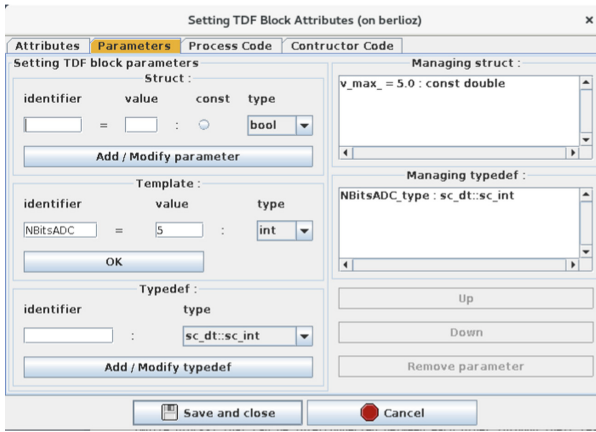 Setting TDF Block Attributes (on berlioz)
Attributes Parameters Process Code Contructor Code
Setting TDF block parameters
Struct :
identifier value const type
= : bool
Add / Modify parameter
Template :
identifier value type
NBitsADC = 5 : int
OK
Typedef :
identifier type
: sc_dt::sc_int
Add / Modify typedef
Managing struct :
v_max_ = 5.0 : const double
Managing typedef :
NBitsADC_type : sc_dt::sc_int
Up
Down
Remove parameter
Save and close Cancel